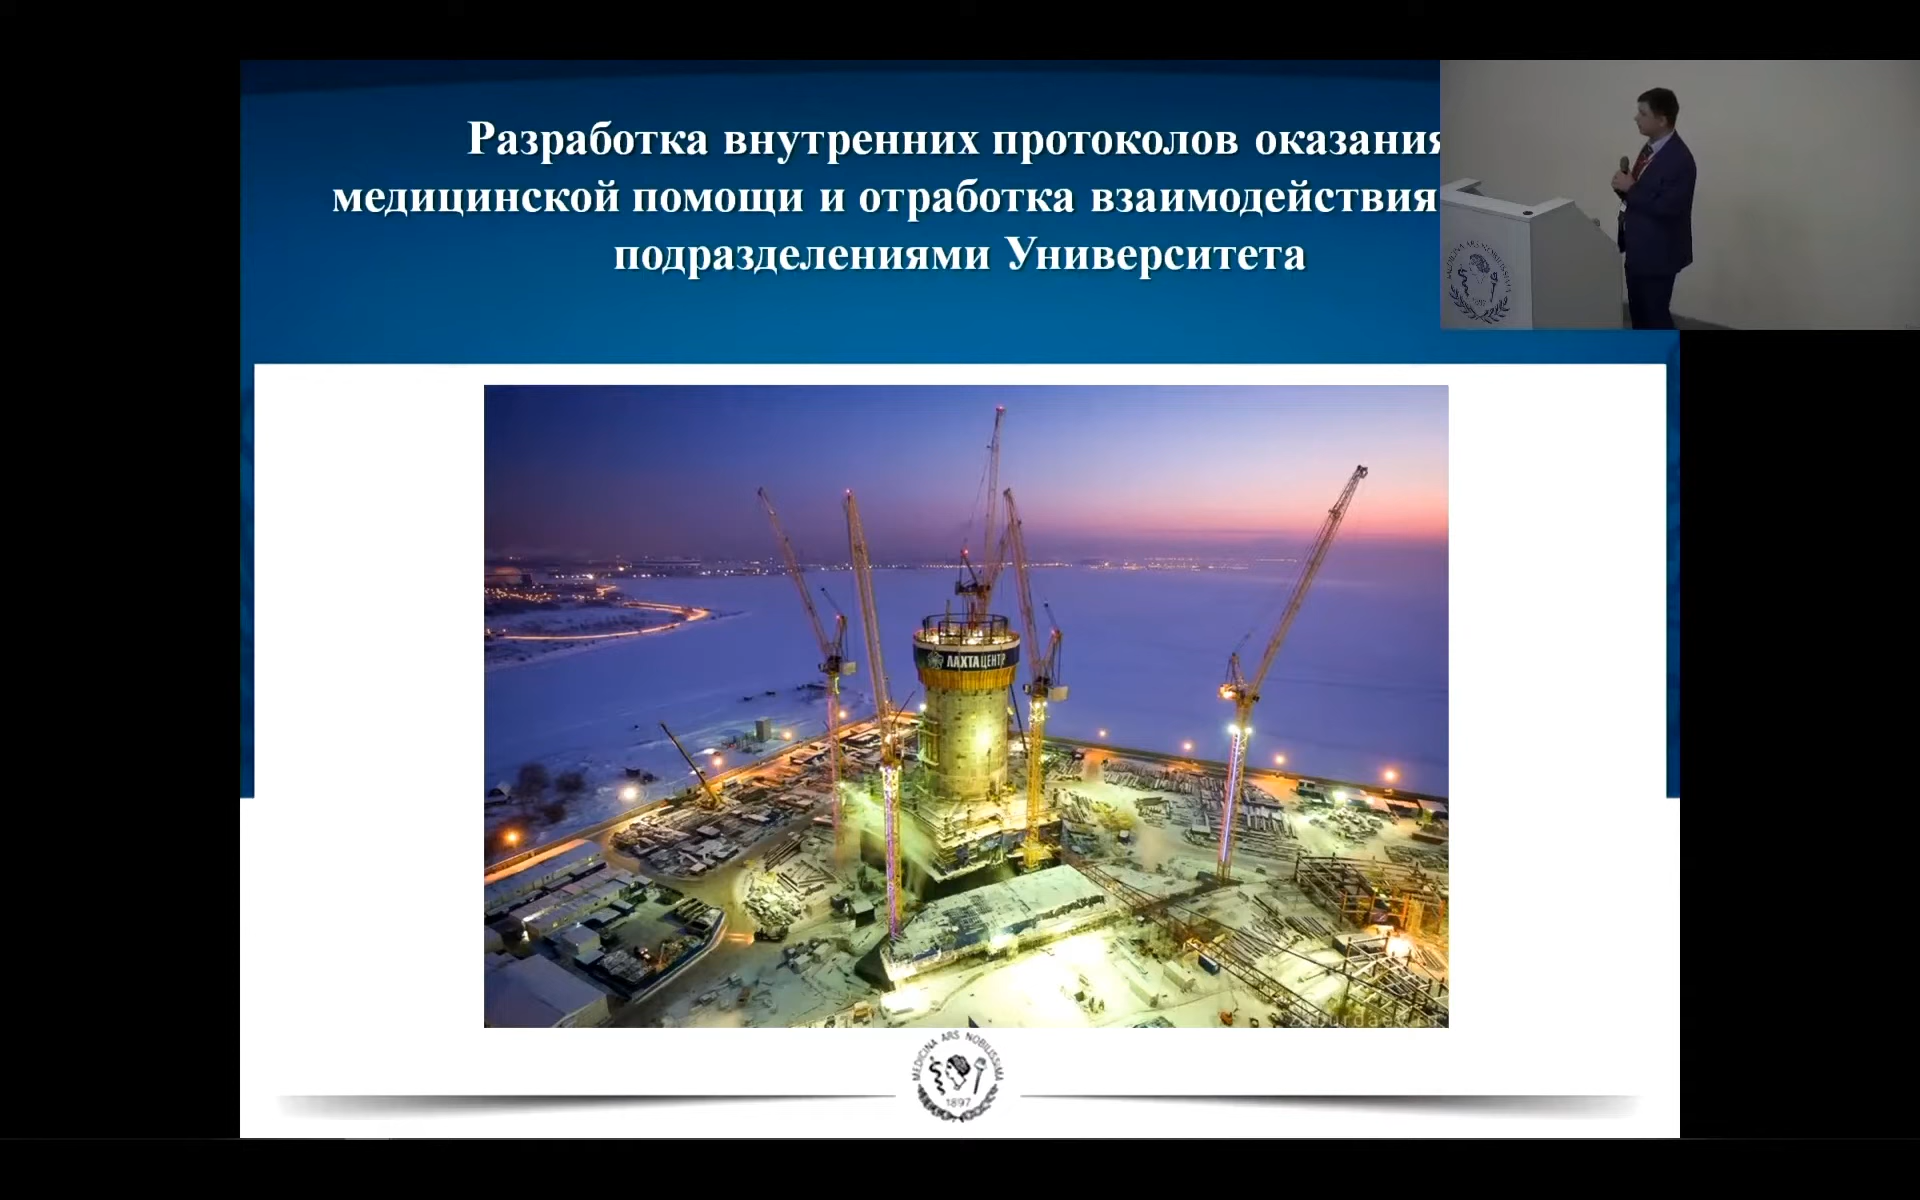 Разработка внутренних протоколов оказания
медицинской помощи и отработка взаимодействия
подразделениями Университета
ЛАХТА ЦЕНТР
MEDICINA ARS NOBILISSIMA
1897